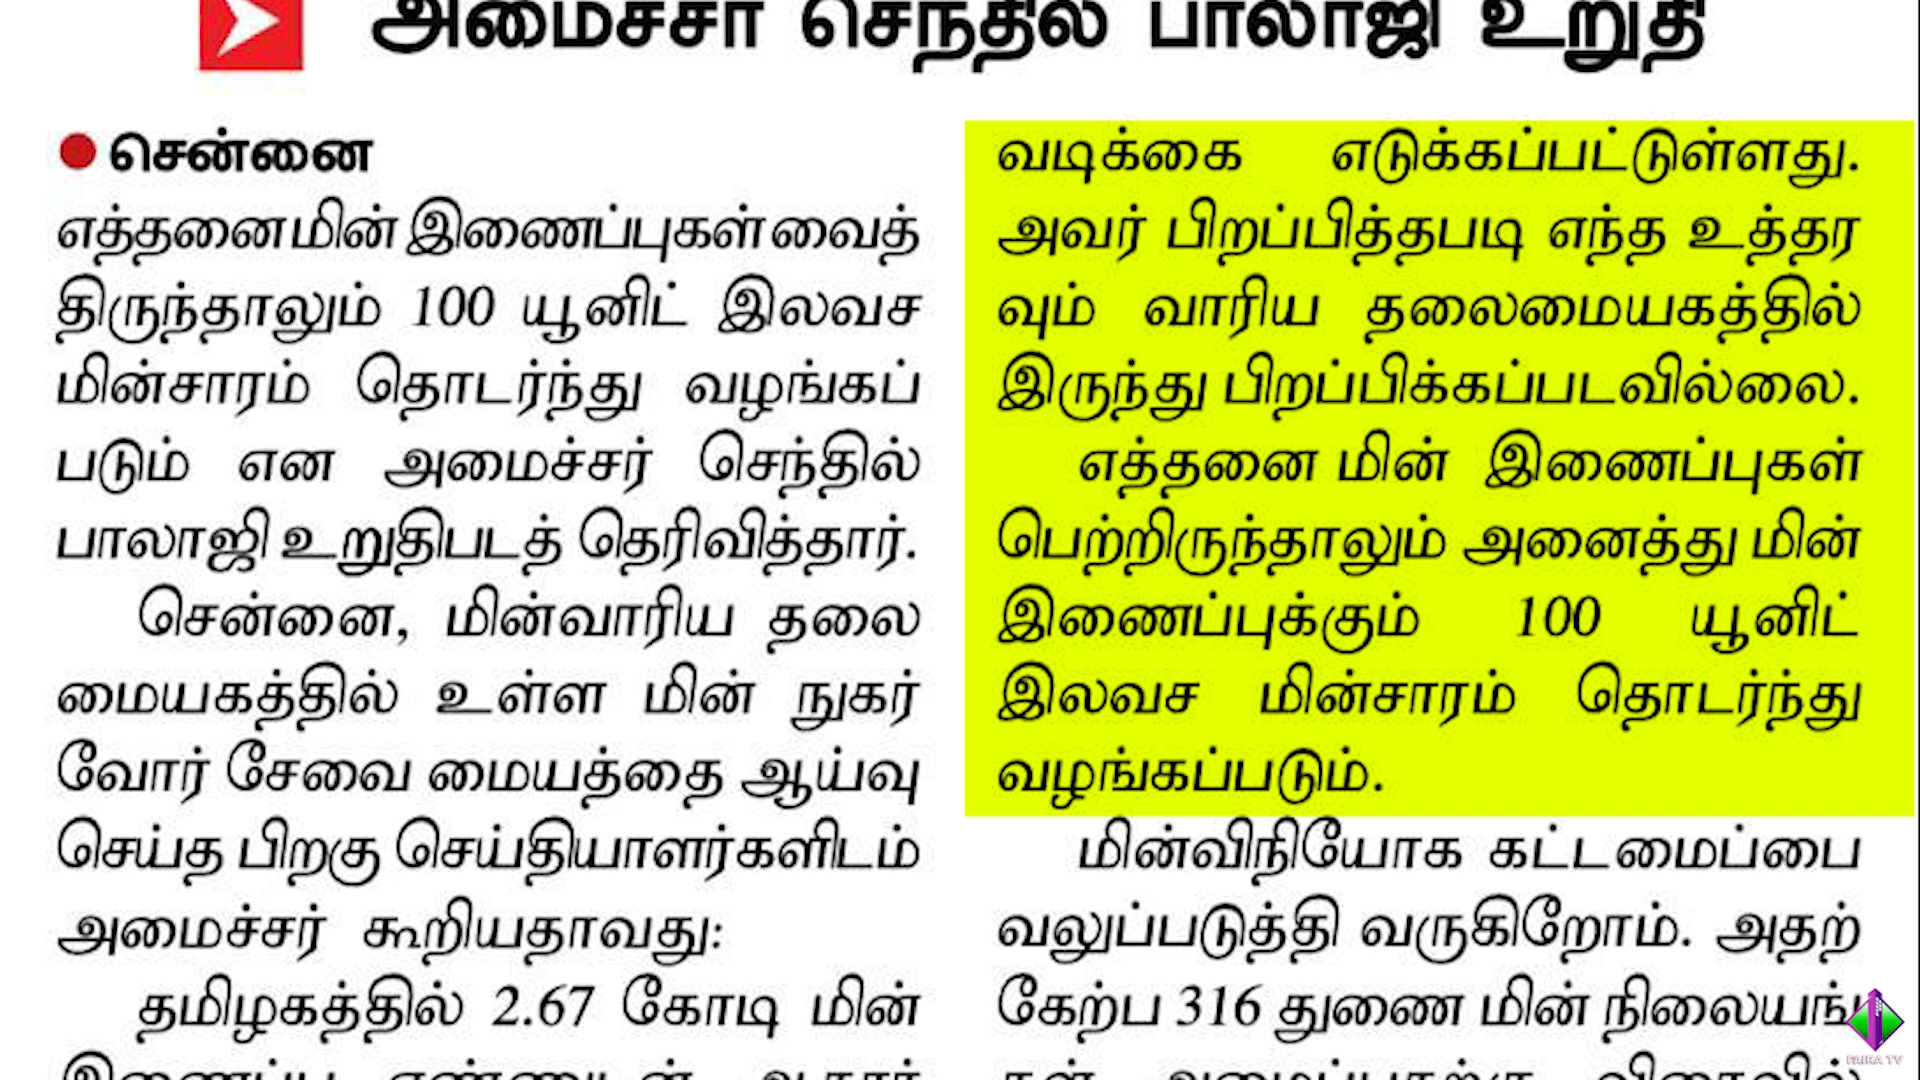 அமைச்சர் செந்தில் பாலாஜி உறுதி
சென்னை
எத்தனை மின் இணைப்புகள் வைத்
திருந்தாலும் 100 யூனிட் இலவச
மின்சாரம் தொடர்ந்து வழங்கப்
படும் என அமைச்சர் செந்தில்
பாலாஜி உறுதிபடத் தெரிவித்தார்.
சென்னை, மின்வாரிய தலை
மையகத்தில் உள்ள மின் நுகர்
வோர் சேவை மையத்தை ஆய்வு
செய்த பிறகு செய்தியாளர்களிடம்
அமைச்சர் கூறியதாவது:
தமிழகத்தில் 2.67 கோடி மின்
வடிக்கை எடுக்கப்பட்டுள்ளது.
அவர் பிறப்பித்தபடி எந்த உத்தர
வும் வாரிய தலைமையகத்தில்
இருந்து பிறப்பிக்கப்படவில்லை.
எத்தனை மின் இணைப்புகள்
பெற்றிருந்தாலும் அனைத்து மின்
இணைப்புக்கும் 100 யூனிட்
இலவச மின்சாரம் தொடர்ந்து
வழங்கப்படும்.
மின்விநியோக கட்டமைப்பை
வலுப்படுத்தி வருகிறோம். அதற்
கேற்ப 316 துணை மின் நிலையங்
FAIRA TV